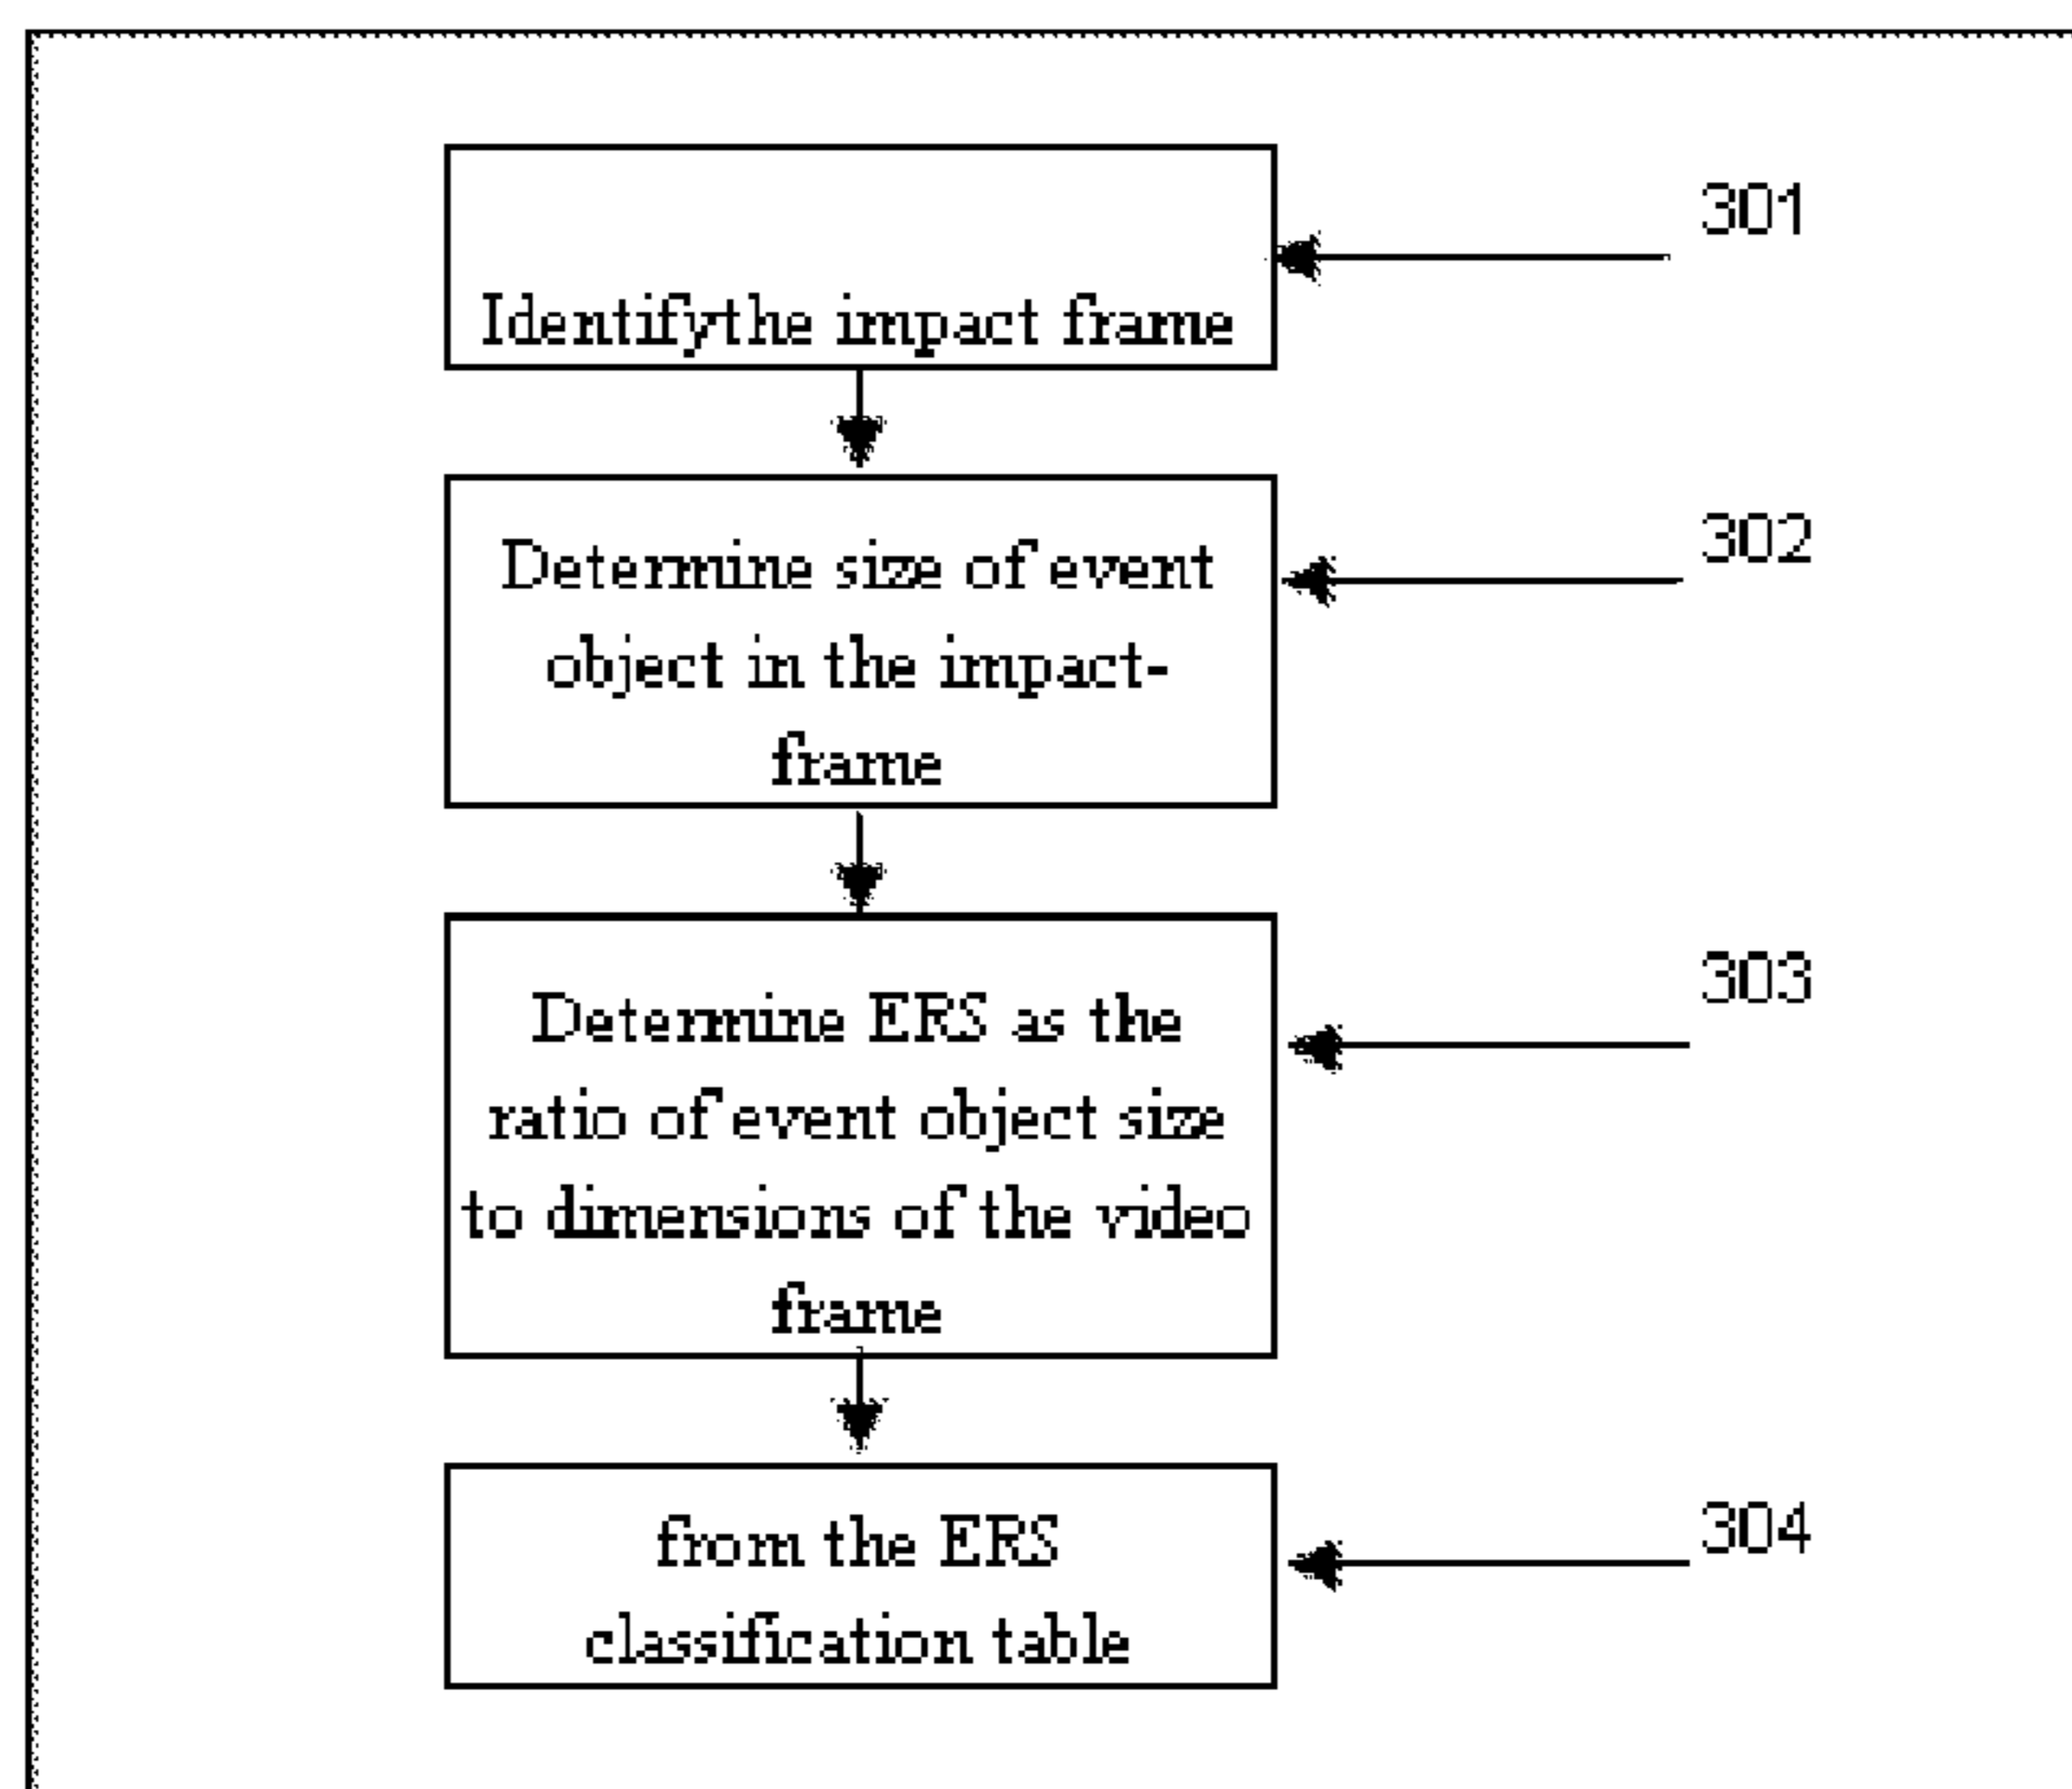 301
Identifythe impact frame
302
Determine size of event
object in the impact-
frame
303
Determine ERS as the
ratio of event object size
to dimensions of the video
frame
304
from the ERS
classification table